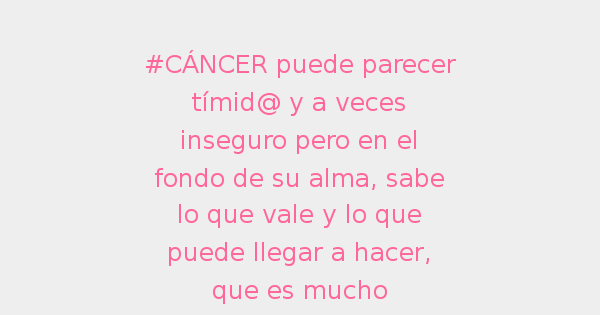 #CÁNCER puede parecer
tímid@ y a veces
inseguro pero en el
fondo de su alma, sabe
lo que vale y lo que
puede llegar a hacer,
que es mucho